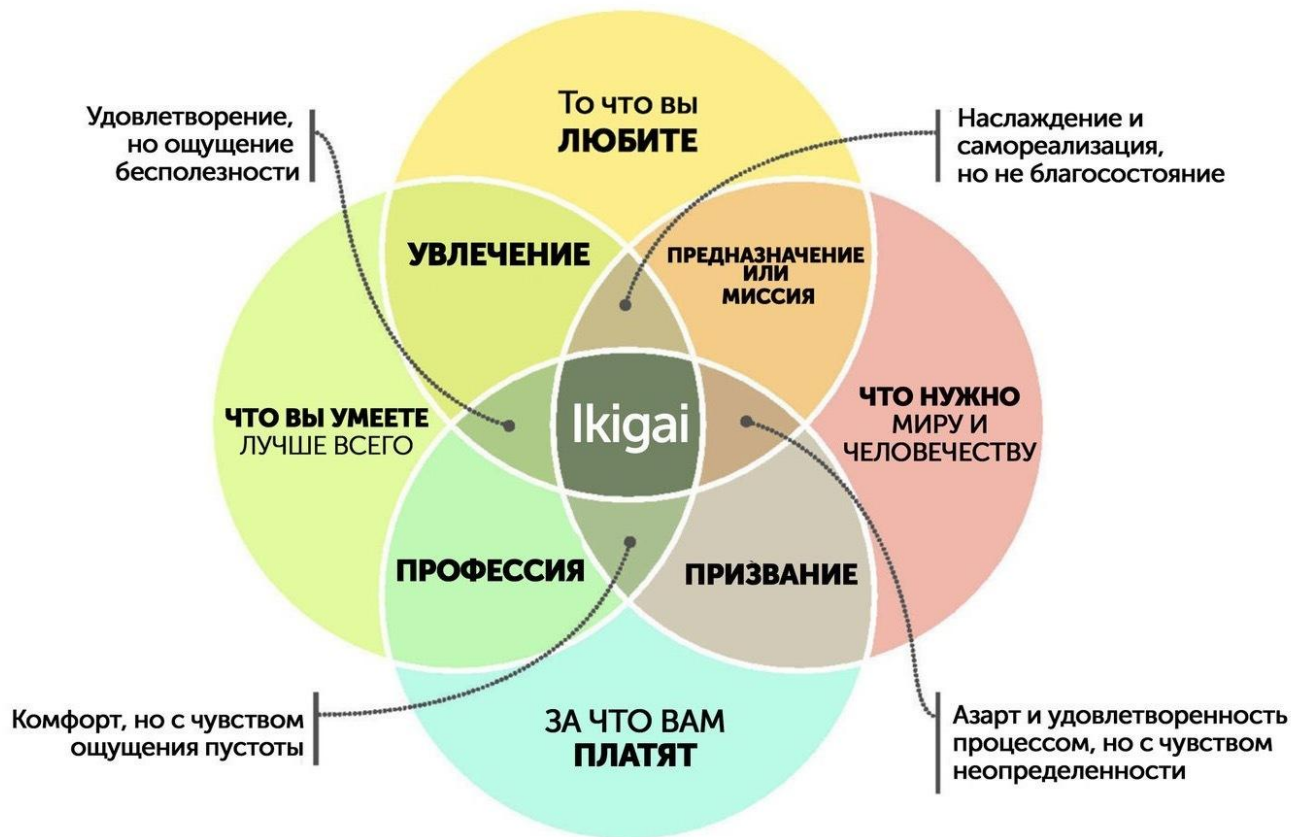 То что вы
ЛЮБИТЕ
Удовлетворение,
но ощущение
бесполезности
Наслаждение и
самореализация,
но не благосостояние
УВЛЕЧЕНИЕ
ПРЕДНАЗНАЧЕНИЕ
ИЛИ
МИССИЯ
ЧТО ВЫ УМЕЕТЕ
ЛУЧШЕ ВСЕГО
Ikigai
ЧТО НУЖНО
МИРУ И
ЧЕЛОВЕЧЕСТВУ
ПРОФЕССИЯ
ПРИЗВАНИЕ
Комфорт, но с чувством
ощущения пустоты
ЗА ЧТО ВАМ
ПЛАТЯТ
Азарт и удовлетворенность
процессом, но с чувством
неопределенности